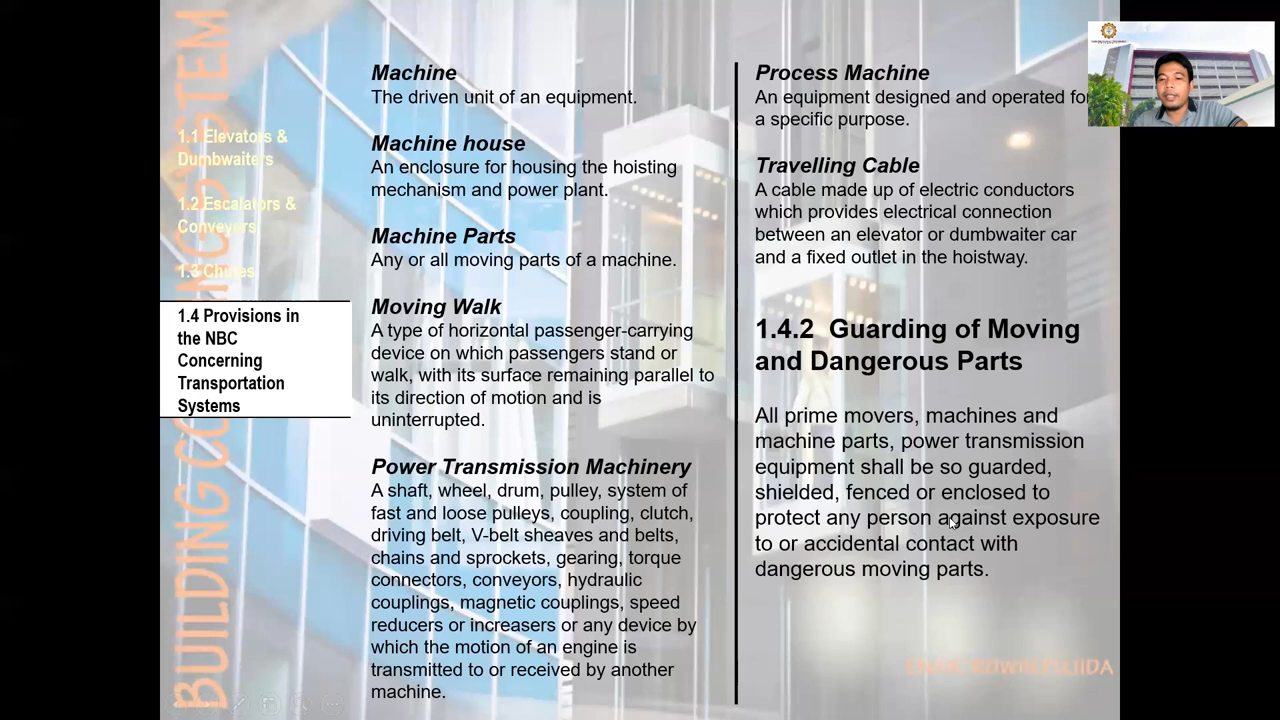 BUILDING
SYSTEM
1.1 Elevators &
Dumbwaiters
1.2 Escalators &
Conveyors
1.3 Chutes
1.4 Provisions in
the NBC
Concerning
Transportation
Systems
Machine
The driven unit of an equipment.
Machine house
An enclosure for housing the hoisting
mechanism and power plant.
Machine Parts
Any or all moving parts of a machine.
Moving Walk
A type of horizontal passenger-carrying
device on which passengers stand or
walk, with its surface remaining parallel to
its direction of motion and is
uninterrupted.
Power Transmission Machinery
A shaft, wheel, drum, pulley, system of
fast and loose pulleys, coupling, clutch,
driving belt, V-belt sheaves and belts,
chains and sprockets, gearing, torque
connectors, conveyors, hydraulic
couplings, magnetic couplings, speed
reducers or increasers or any device by
which the motion of an engine is
transmitted to or received by another
machine.
Process Machine
An equipment designed and operated for
a specific purpose.
Travelling Cable
A cable made up of electric conductors
which provides electrical connection
between an elevator or dumbwaiter car
and a fixed outlet in the hoistway.
1.4.2 Guarding of Moving
and Dangerous Parts
All prime movers, machines and
machine parts, power transmission
equipment shall be so guarded,
shielded, fenced or enclosed to
protect any person against exposure
to or accidental contact with
dangerous moving parts.